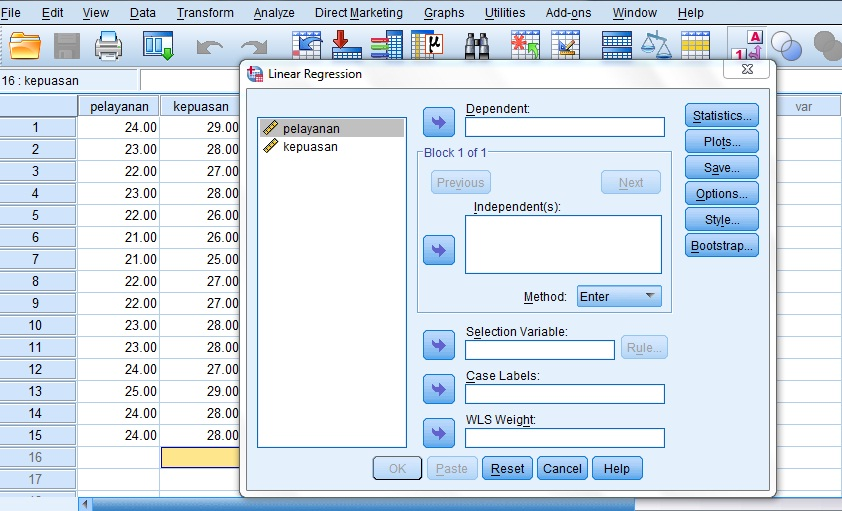 File Edit View Data Transform Analyze Direct Marketing Graphs Utilities Add-ons Window Help
16 : kepuasan
Linear Regression
pelayanan kepuasan var
1 24.00 29.00
2 23.00 28.00
3 22.00 27.00
4 23.00 28.00
5 22.00 26.00
6 21.00 26.00
7 21.00 25.00
8 22.00 27.00
9 22.00 27.00
10 23.00 28.00
11 23.00 28.00
12 24.00 27.00
13 25.00 29.00
14 24.00 28.00
15 24.00 28.00
16
17
pelayanan
kepuasan
Dependent:
Block 1 of 1
Previous Next
Independent(s):
Method: Enter
Selection Variable:
Rule...
Case Labels:
WLS Weight:
Statistics...
Plots...
Save...
Options...
Style...
Bootstrap...
OK Paste Reset Cancel Help